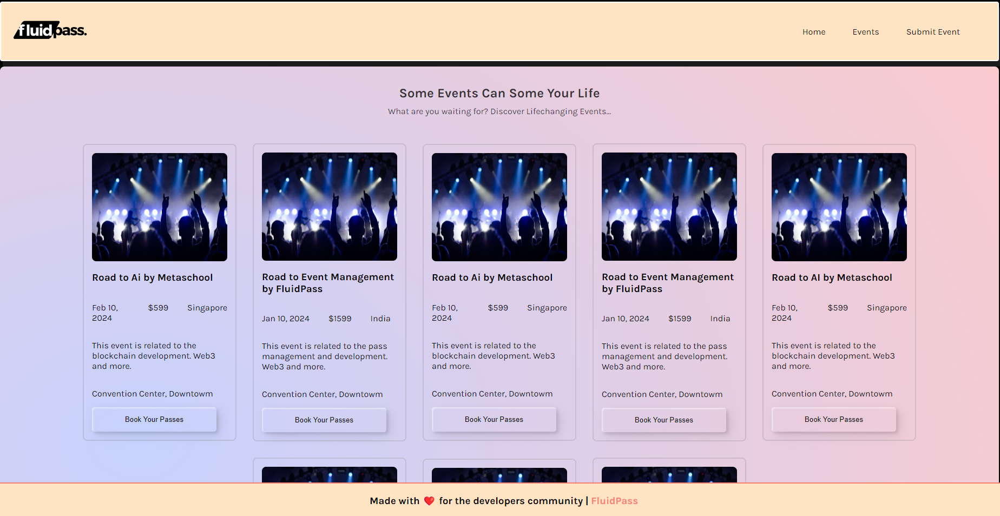 fluidpass.
Home
Events
Submit Event
Some Events Can Some Your Life
What are you waiting for? Discover Lifechanging Events...
Road to Ai by Metaschool
Feb 10,
2024
$599
Singapore
This event is related to the
blockchain development. Web3
and more.
Convention Center, Downtowm
Book Your Passes
Road to Event Management
by FluidPass
Jan 10, 2024
$1599
India
This event is related to the pass
management and development.
Web3 and more.
Convention Center, Downtowm
Book Your Passes
Road to Ai by Metaschool
Feb 10,
2024
$599
Singapore
This event is related to the
blockchain development. Web3
and more.
Convention Center, Downtowm
Book Your Passes
Road to Event Management
by FluidPass
Jan 10, 2024
$1599
India
This event is related to the pass
management and development.
Web3 and more.
Convention Center, Downtowm
Book Your Passes
Road to AI by Metaschool
Feb 10,
2024
$599
Singapore
This event is related to the
blockchain development. Web3
and more.
Convention Center, Downtowm
Book Your Passes
Made with ❤️ for the developers community | FluidPass